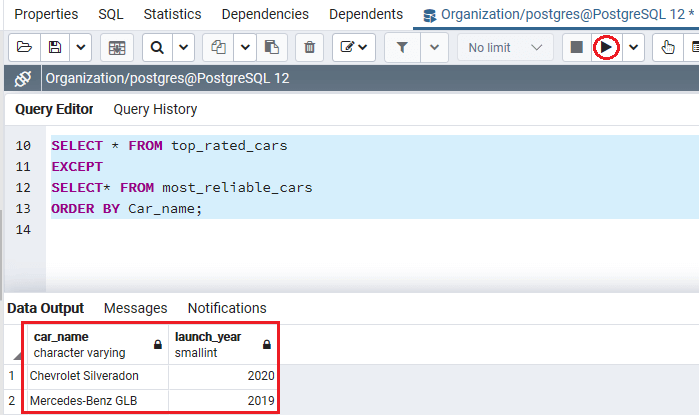 Properties SQL Statistics Dependencies Dependents Organization/postgres@PostgreSQL 12 *
No limit
Organization/postgres@PostgreSQL 12
Query Editor Query History
10 SELECT * FROM top_rated_cars
11 EXCEPT
12 SELECT* FROM most_reliable_cars
13 ORDER BY Car_name;
14
Data Output Messages Notifications
car_name launch_year
character varying smallint
1 Chevrolet Silveradon 2020
2 Mercedes-Benz GLB 2019